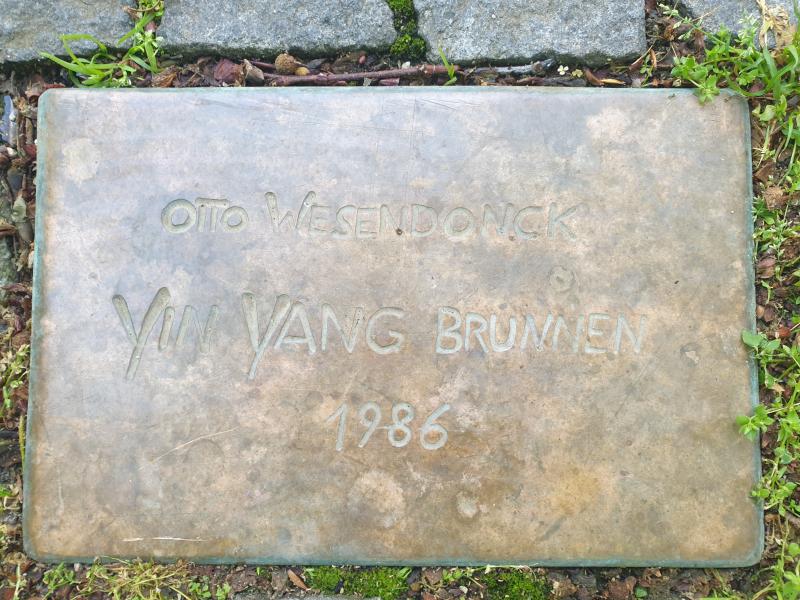 OTTO WESENDONCK
YIN YANG BRUNNEN
1986